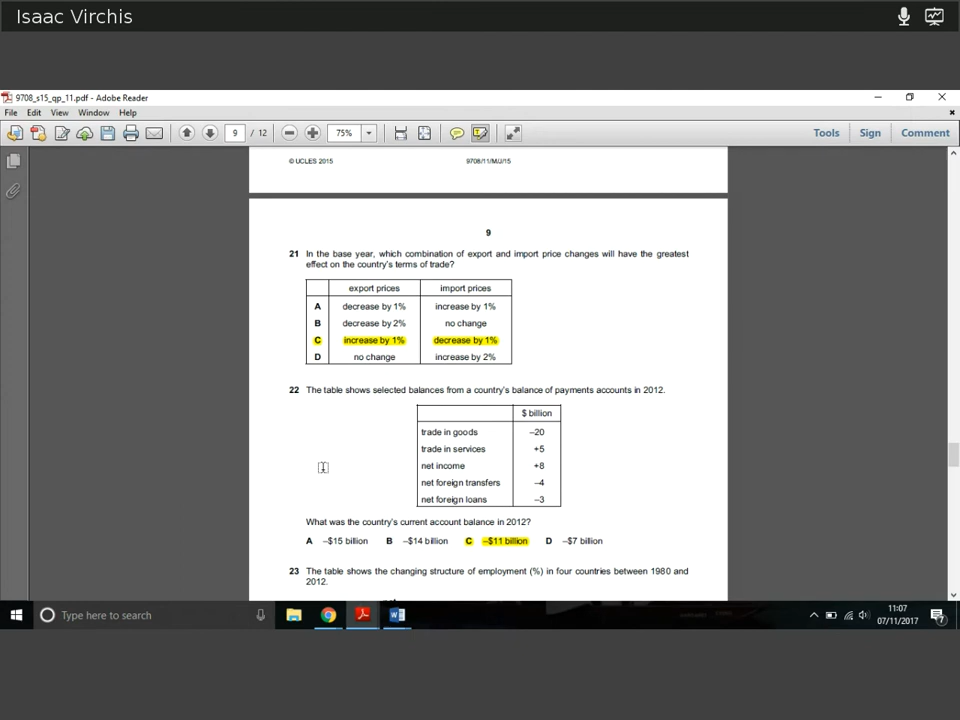 Isaac Virchis
9708_s15_qp_11.pdf - Adobe Reader
File Edit View Window Help
9 / 12 75% Tools Sign Comment
© UCLES 2015 9708/11/M/J/15
9
21 In the base year, which combination of export and import price changes will have the greatest
effect on the country's terms of trade?
export prices import prices
A decrease by 1% increase by 1%
B decrease by 2% no change
C increase by 1% decrease by 1%
D no change increase by 2%
22 The table shows selected balances from a country's balance of payments accounts in 2012.
$ billion
trade in goods –20
trade in services +5
net income +8
net foreign transfers –4
net foreign loans –3
What was the country's current account balance in 2012?
A –$15 billion B –$14 billion C –$11 billion D –$7 billion
23 The table shows the changing structure of employment (%) in four countries between 1980 and
2012.
Type here to search
11:07
07/11/2017
7